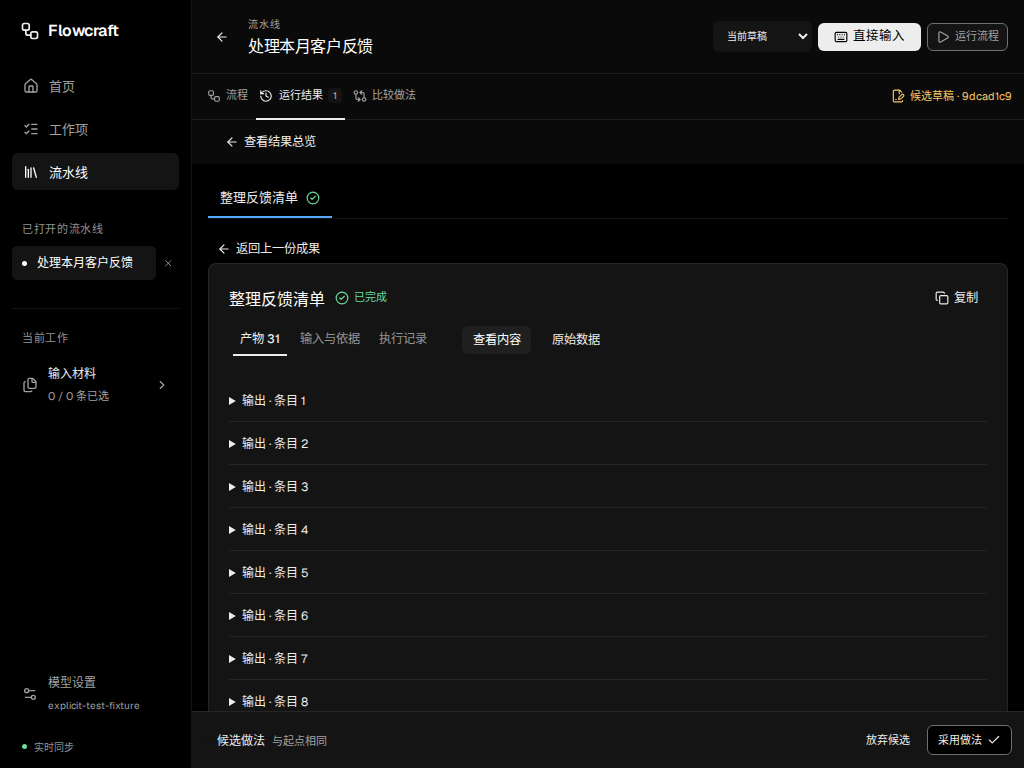 Flowcraft
首页
工作项
流水线
已打开的流水线
处理本月客户反馈
当前工作
输入材料
0 / 0 条已选
模型设置
explicit-test-fixture
实时同步
流水线
处理本月客户反馈
当前草稿
直接输入
运行流程
流程
运行结果 1
比较做法
候选草稿 · 9dcad1c9
查看结果总览
整理反馈清单
返回上一份成果
整理反馈清单
已完成
复制
产物 31
输入与依据
执行记录
查看内容
原始数据
输出 · 条目 1
输出 · 条目 2
输出 · 条目 3
输出 · 条目 4
输出 · 条目 5
输出 · 条目 6
输出 · 条目 7
输出 · 条目 8
候选做法 与起点相同
放弃候选
采用做法